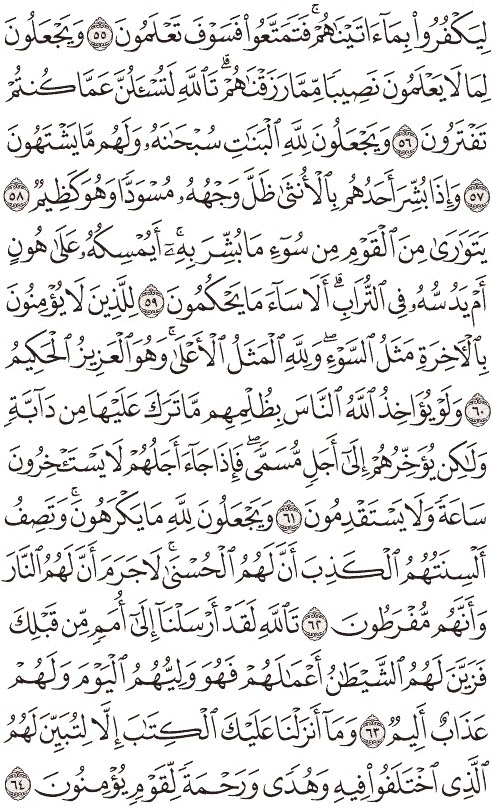 لِيَكْفُرُوا۟ بِمَآ ءَاتَيْنَٰهُمْ ۚ فَتَمَتَّعُوا۟ فَسَوْفَ تَعْلَمُونَ ٥٥ وَيَجْعَلُونَ
لِمَا لَا يَعْلَمُونَ نَصِيبًا مِّمَّا رَزَقْنَٰهُمْ ۗ تَٱللَّهِ لَتُسْـَٔلُنَّ عَمَّا كُنتُمْ
تَفْتَرُونَ ٥٦ وَيَجْعَلُونَ لِلَّهِ ٱلْبَنَٰتِ سُبْحَٰنَهُۥ وَلَهُم مَّا يَشْتَهُونَ
٥٧ وَإِذَا بُشِّرَ أَحَدُهُم بِٱلْأُنثَىٰ ظَلَّ وَجْهُهُۥ مُسْوَدًّا وَهُوَ كَظِيمٌ ٥٨
يَتَوَٰرَىٰ مِنَ ٱلْقَوْمِ مِن سُوٓءِ مَا بُشِّرَ بِهِۦٓ ۚ أَيُمْسِكُهُۥ عَلَىٰ هُونٍ
أَمْ يَدُسُّهُۥ فِى ٱلتُّرَابِ ۗ أَلَا سَآءَ مَا يَحْكُمُونَ ٥٩ لِلَّذِينَ لَا يُؤْمِنُونَ
بِٱلْءَاخِرَةِ مَثَلُ ٱلسَّوْءِ ۖ وَلِلَّهِ ٱلْمَثَلُ ٱلْأَعْلَىٰ ۚ وَهُوَ ٱلْعَزِيزُ ٱلْحَكِيمُ
٦٠ وَلَوْ يُؤَاخِذُ ٱللَّهُ ٱلنَّاسَ بِظُلْمِهِم مَّا تَرَكَ عَلَيْهَا مِن دَآبَّةٍ
وَلَٰكِن يُؤَخِّرُهُمْ إِلَىٰٓ أَجَلٍ مُّسَمًّى ۖ فَإِذَا جَآءَ أَجَلُهُمْ لَا يَسْتَـْٔخِرُونَ
سَاعَةً وَلَا يَسْتَقْدِمُونَ ٦١ وَيَجْعَلُونَ لِلَّهِ مَا يَكْرَهُونَ ۚ وَتَصِفُ
أَلْسِنَتُهُمُ ٱلْكَذِبَ أَنَّ لَهُمُ ٱلْحُسْنَىٰ ۖ لَا جَرَمَ أَنَّ لَهُمُ ٱلنَّارَ
وَأَنَّهُم مُّفْرَطُونَ ٦٢ تَٱللَّهِ لَقَدْ أَرْسَلْنَآ إِلَىٰٓ أُمَمٍ مِّن قَبْلِكَ
فَزَيَّنَ لَهُمُ ٱلشَّيْطَٰنُ أَعْمَٰلَهُمْ فَهُوَ وَلِيُّهُمُ ٱلْيَوْمَ وَلَهُمْ
عَذَابٌ أَلِيمٌ ٦٣ وَمَآ أَنزَلْنَا عَلَيْكَ ٱلْكِتَٰبَ إِلَّا لِتُبَيِّنَ لَهُمُ
ٱلَّذِى ٱخْتَلَفُوا۟ فِيهِ ۙ وَهُدًى وَرَحْمَةً لِّقَوْمٍ يُؤْمِنُونَ ٦٤